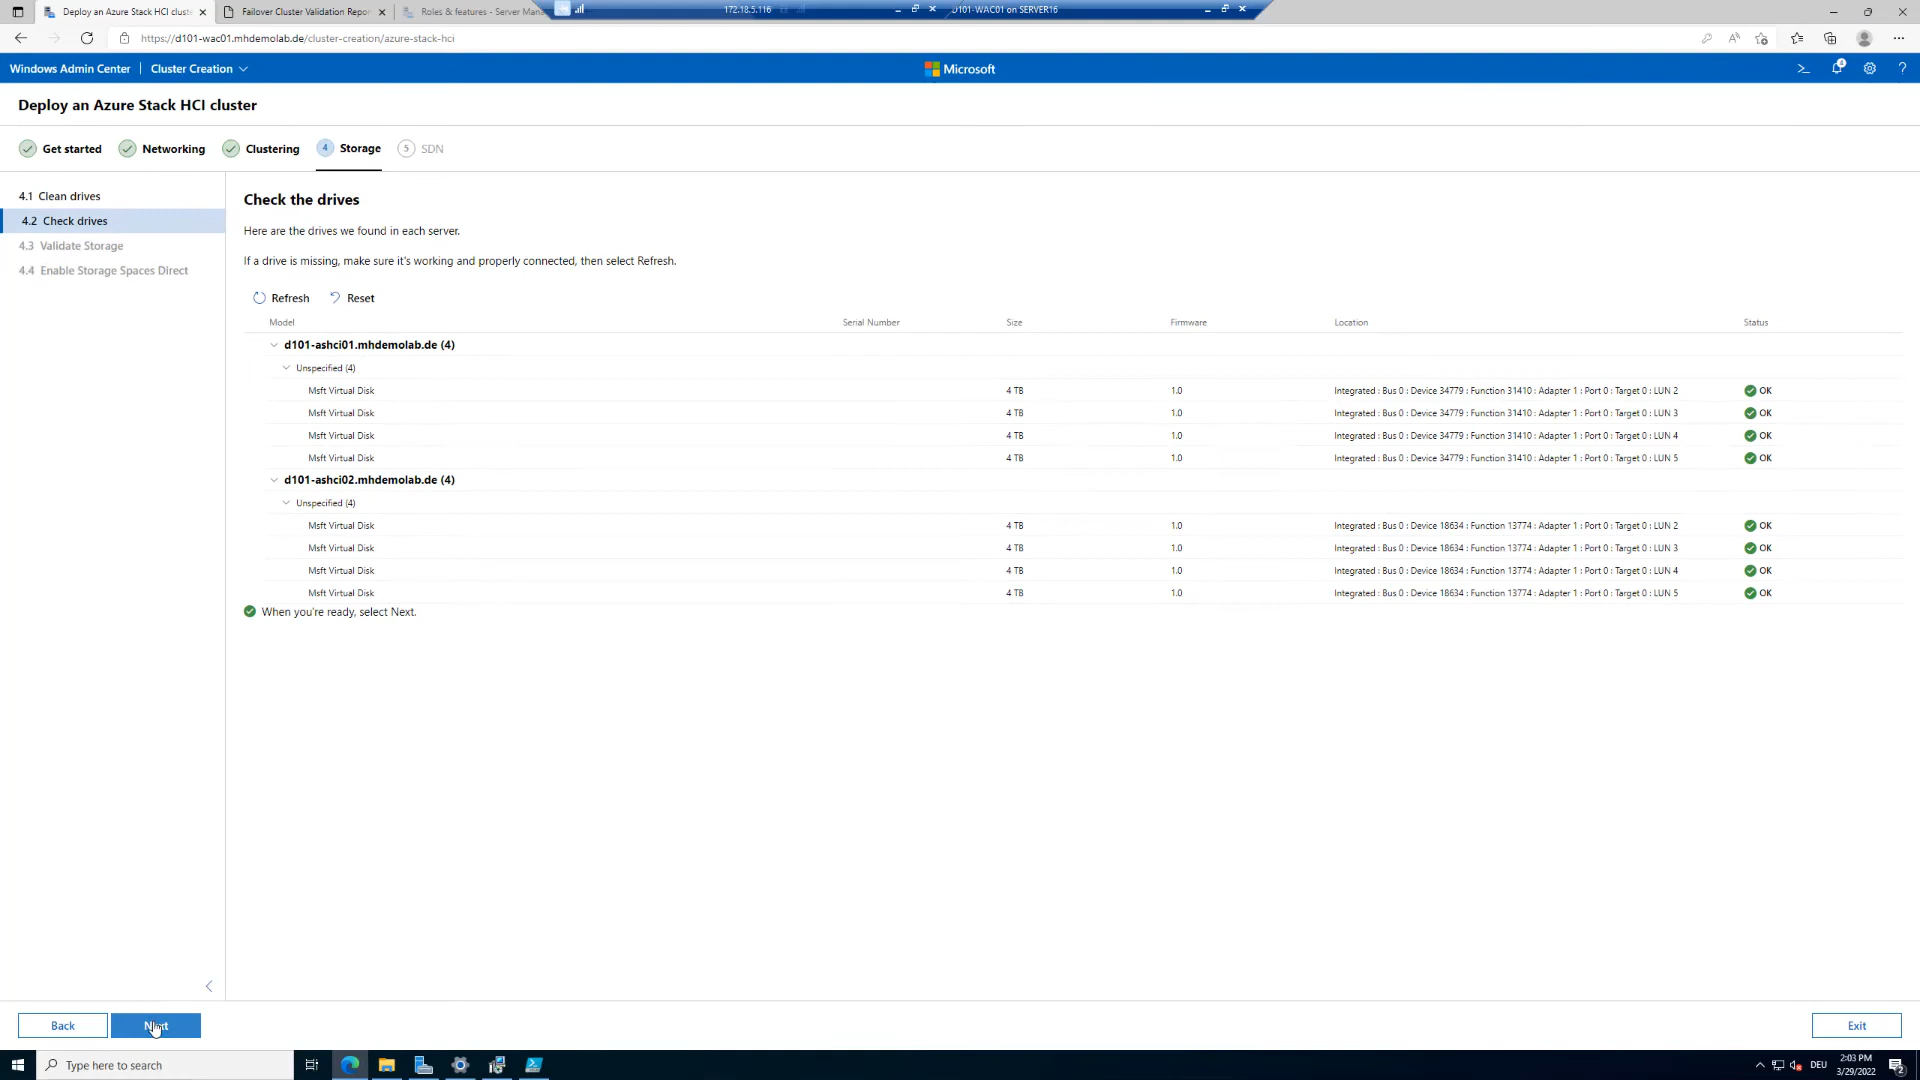 Deploy an Azure Stack HCI cluste
Failover Cluster Validation Repor
Roles & features - Server Mana
172.18.5.116
D101-WAC01 on SERVER16
https://d101-wac01.mhdemolab.de/cluster-creation/azure-stack-hci
Windows Admin Center
Cluster Creation
Microsoft
Deploy an Azure Stack HCI cluster
Get started
Networking
Clustering
4 Storage
5 SDN
4.1 Clean drives
4.2 Check drives
4.3 Validate Storage
4.4 Enable Storage Spaces Direct
Check the drives
Here are the drives we found in each server.
If a drive is missing, make sure it's working and properly connected, then select Refresh.
Refresh Reset
Model Serial Number Size Firmware Location Status
d101-ashci01.mhdemolab.de (4)
Unspecified (4)
Msft Virtual Disk 4 TB 1.0 Integrated : Bus 0 : Device 34779 : Function 31410 : Adapter 1 : Port 0 : Target 0 : LUN 2 OK
Msft Virtual Disk 4 TB 1.0 Integrated : Bus 0 : Device 34779 : Function 31410 : Adapter 1 : Port 0 : Target 0 : LUN 3 OK
Msft Virtual Disk 4 TB 1.0 Integrated : Bus 0 : Device 34779 : Function 31410 : Adapter 1 : Port 0 : Target 0 : LUN 4 OK
Msft Virtual Disk 4 TB 1.0 Integrated : Bus 0 : Device 34779 : Function 31410 : Adapter 1 : Port 0 : Target 0 : LUN 5 OK
d101-ashci02.mhdemolab.de (4)
Unspecified (4)
Msft Virtual Disk 4 TB 1.0 Integrated : Bus 0 : Device 18634 : Function 13774 : Adapter 1 : Port 0 : Target 0 : LUN 2 OK
Msft Virtual Disk 4 TB 1.0 Integrated : Bus 0 : Device 18634 : Function 13774 : Adapter 1 : Port 0 : Target 0 : LUN 3 OK
Msft Virtual Disk 4 TB 1.0 Integrated : Bus 0 : Device 18634 : Function 13774 : Adapter 1 : Port 0 : Target 0 : LUN 4 OK
Msft Virtual Disk 4 TB 1.0 Integrated : Bus 0 : Device 18634 : Function 13774 : Adapter 1 : Port 0 : Target 0 : LUN 5 OK
When you're ready, select Next.
Back
Next
Exit
Type here to search
DEU
2:03 PM
3/29/2022
2